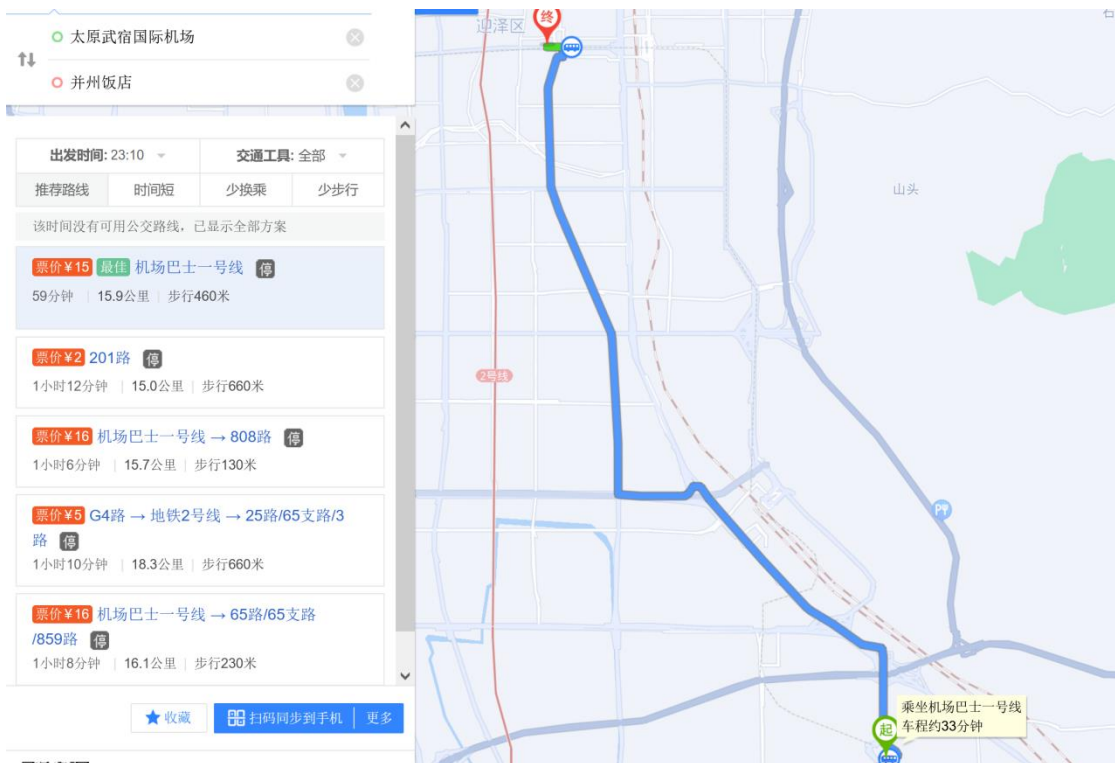 太原武宿国际机场
并州饭店
出发时间: 23:10
交通工具: 全部
推荐路线 时间短 少换乘 少步行
该时间没有可用公交路线，已显示全部方案
票价¥15 最佳 机场巴士一号线 停
59分钟 | 15.9公里 | 步行460米
票价¥2 201路 停
1小时12分钟 | 15.0公里 | 步行660米
票价¥16 机场巴士一号线 → 808路 停
1小时6分钟 | 15.7公里 | 步行130米
票价¥5 G4路 → 地铁2号线 → 25路/65支路/3
路 停
1小时10分钟 | 18.3公里 | 步行660米
票价¥16 机场巴士一号线 → 65路/65支路
/859路 停
1小时8分钟 | 16.1公里 | 步行230米
收藏
扫码同步到手机 | 更多
迎泽区
终
山头
2号线
起
乘坐机场巴士一号线
车程约33分钟